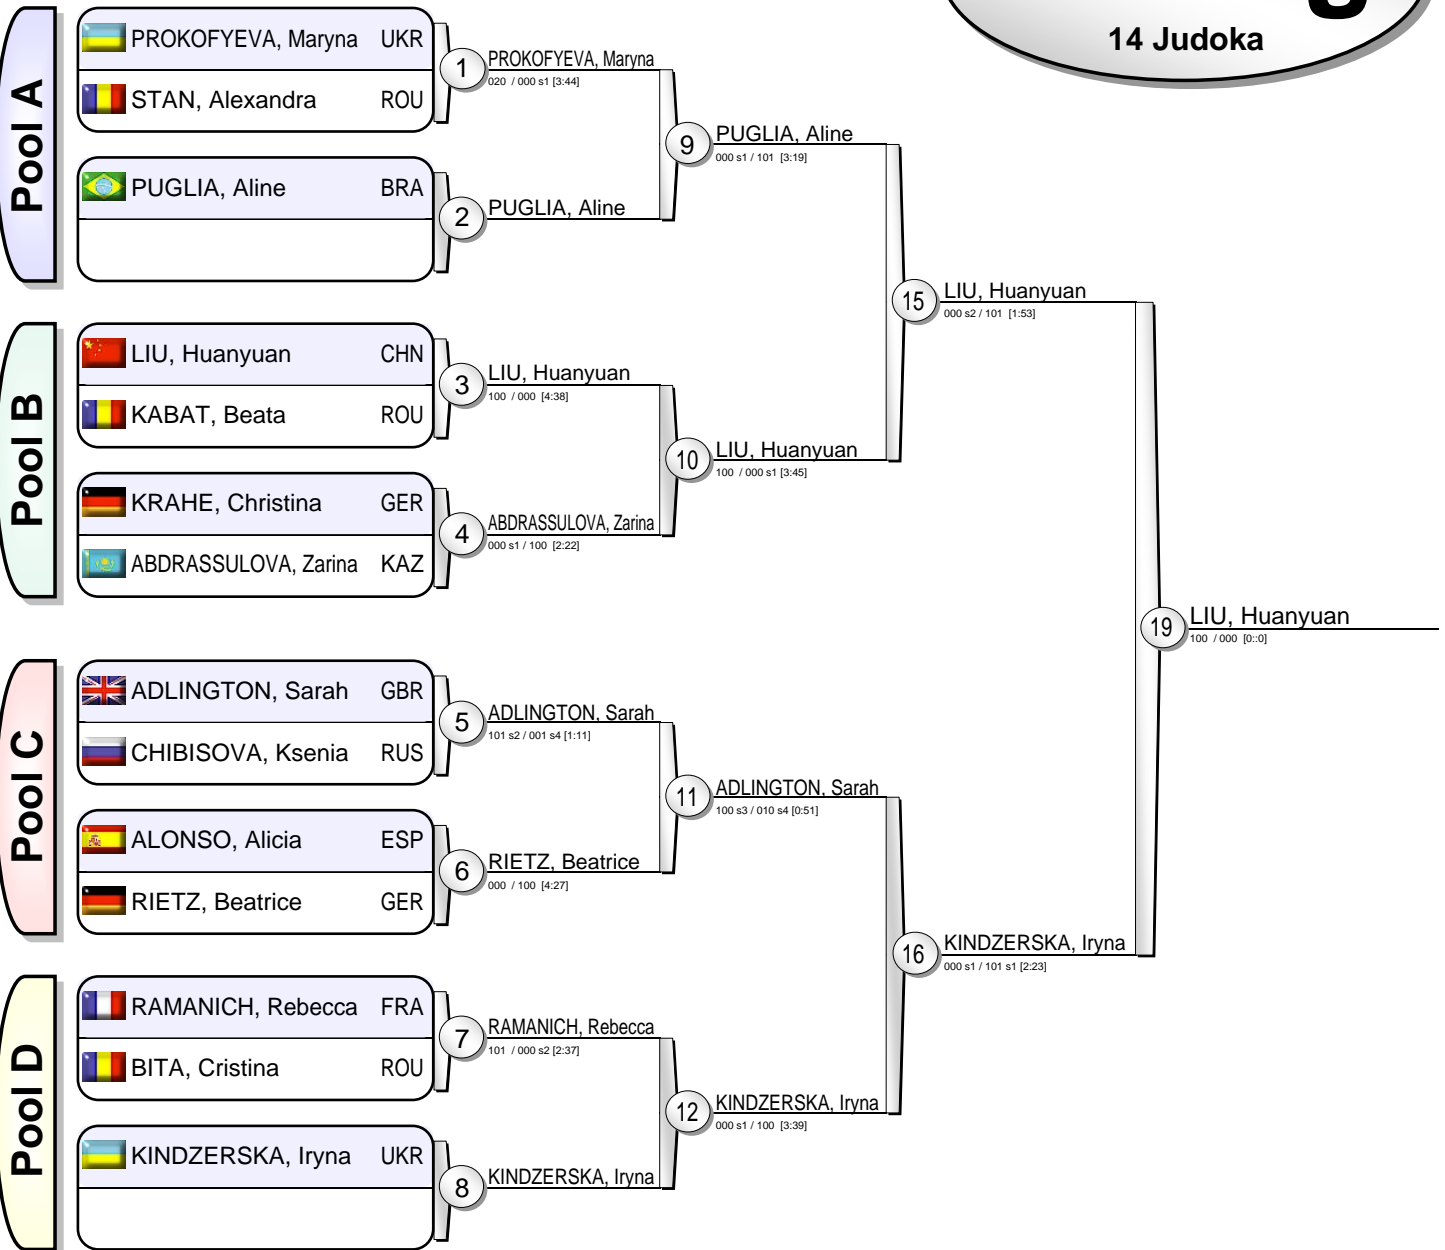 14 Judoka
Pool A
PROKOFYEVA, Maryna UKR
STAN, Alexandra ROU
PUGLIA, Aline BRA
1
PROKOFYEVA, Maryna
020 / 000 s1 [3:44]
2
PUGLIA, Aline
9
PUGLIA, Aline
000 s1 / 101 [3:19]
Pool B
LIU, Huanyuan CHN
KABAT, Beata ROU
KRAHE, Christina GER
ABDRASSULOVA, Zarina KAZ
3
LIU, Huanyuan
100 / 000 [4:38]
4
ABDRASSULOVA, Zarina
000 s1 / 100 [2:22]
10
LIU, Huanyuan
100 / 000 s1 [3:45]
15
LIU, Huanyuan
000 s2 / 101 [1:53]
Pool C
ADLINGTON, Sarah GBR
CHIBISOVA, Ksenia RUS
ALONSO, Alicia ESP
RIETZ, Beatrice GER
5
ADLINGTON, Sarah
101 s2 / 001 s4 [1:11]
6
RIETZ, Beatrice
000 / 100 [4:27]
11
ADLINGTON, Sarah
100 s3 / 010 s4 [0:51]
Pool D
RAMANICH, Rebecca FRA
BITA, Cristina ROU
KINDZERSKA, Iryna UKR
7
RAMANICH, Rebecca
101 / 000 s2 [2:37]
8
KINDZERSKA, Iryna
12
KINDZERSKA, Iryna
000 s1 / 100 [3:39]
16
KINDZERSKA, Iryna
000 s1 / 101 s1 [2:23]
19
LIU, Huanyuan
100 / 000 [0::0]